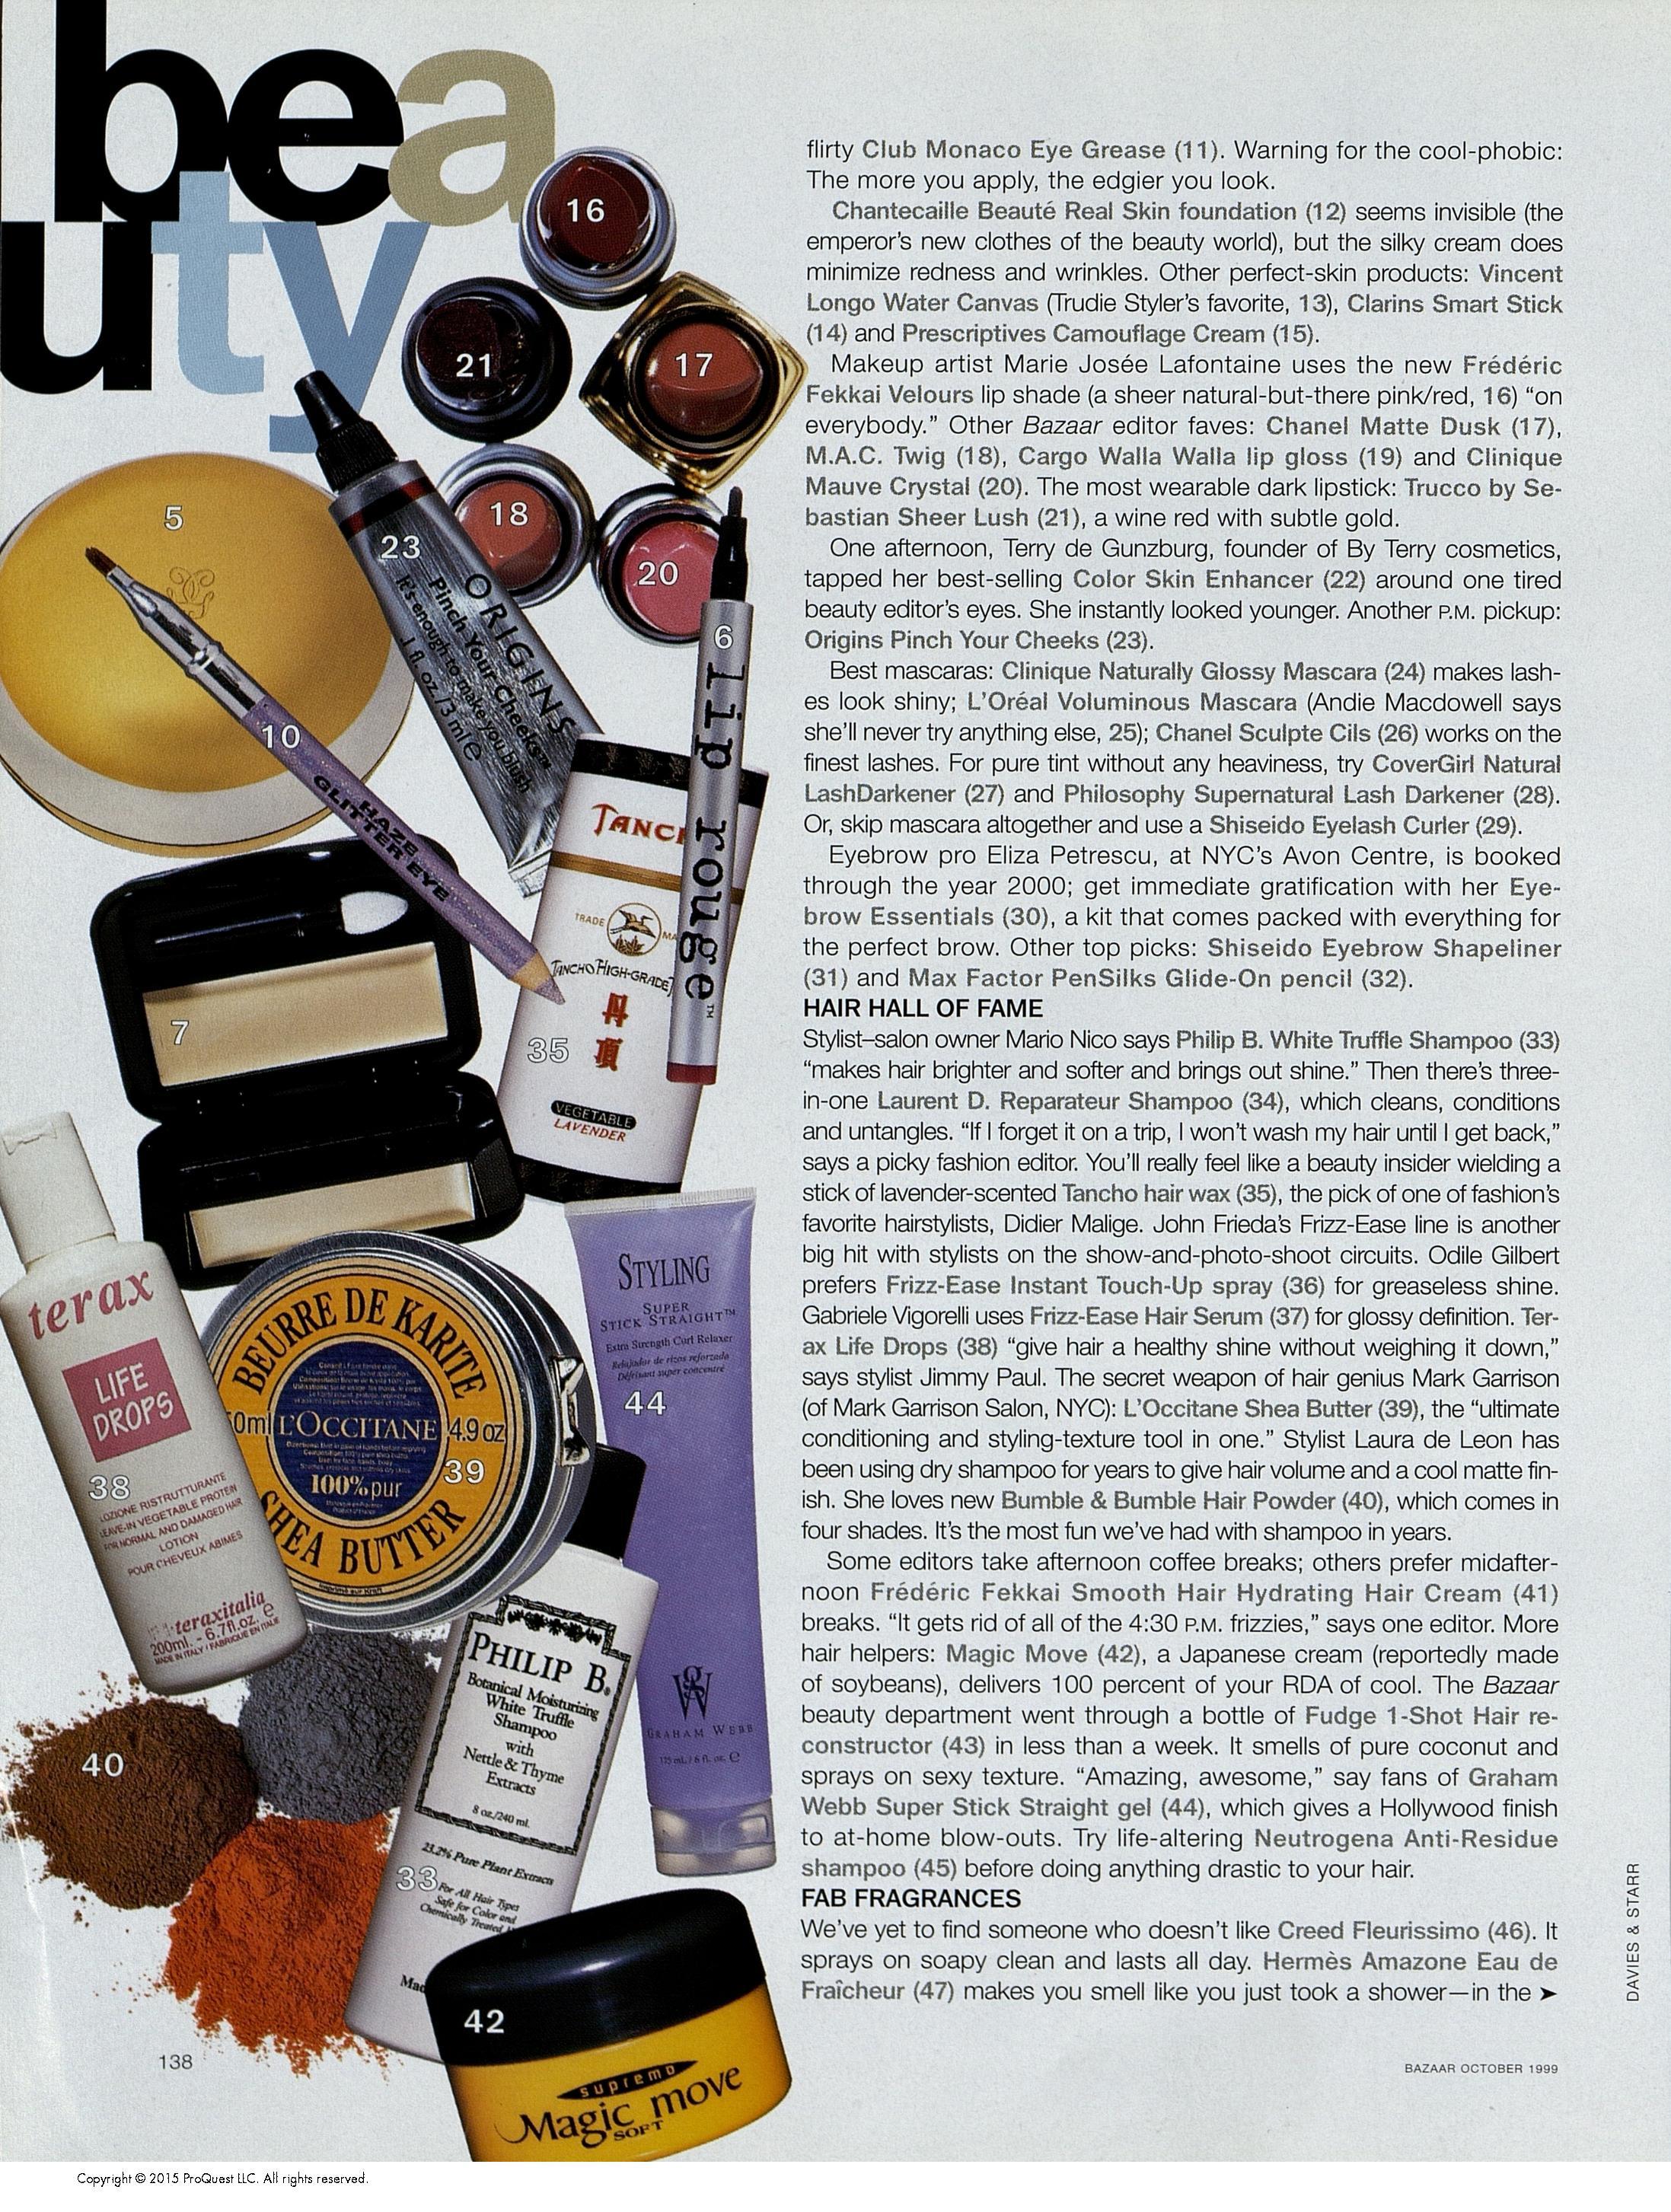 beauty
16
21
17
5
18
23
20
6
ORIGINS
Pinch Your Cheeks™
It's enough to make you blush
10
HAZE
GLITTER EYE
lip rouge™
TRADE
TANCHO HIGH-GRADE
丹
頂
35
VEGETABLE
LAVENDER
7
terax
LIFE
DROPS
38
LOZIONE RISTRUTTURANTE
LEAVE-IN VEGETABLE PROTEIN
FOR NORMAL AND DAMAGED HAIR
LOTION
POUR CHEVEUX ABIMES
teraxitalia
200ml. - 6.7fl.oz. e
MADE IN ITALY / FABRIQUE EN ITALIE
BEURRE DE KARITE
L'OCCITANE
4.9 oz
39
100% pur
SHEA BUTTER
STYLING
SUPER
STICK STRAIGHT™
Extra Strength Curl Relaxer
Relajador de rizos reforzado
Défrisant super concentré
44
GRAHAM WEBB
PHILIP B.®
Botanical Moisturizing
White Truffle
Shampoo
with
Nettle & Thyme
Extracts
8 oz./240 ml.
23.2% Pure Plant Extracts
33
For All Hair Types
Safe for Color and
Chemically Treated
40
42
supremo
Magic move
SOFT
flirty Club Monaco Eye Grease (11). Warning for the cool-phobic:
The more you apply, the edgier you look.
Chantecaille Beauté Real Skin foundation (12) seems invisible (the
emperor's new clothes of the beauty world), but the silky cream does
minimize redness and wrinkles. Other perfect-skin products: Vincent
Longo Water Canvas (Trudie Styler's favorite, 13), Clarins Smart Stick
(14) and Prescriptives Camouflage Cream (15).
Makeup artist Marie Josée Lafontaine uses the new Frédéric
Fekkai Velours lip shade (a sheer natural-but-there pink/red, 16) “on
everybody.” Other Bazaar editor faves: Chanel Matte Dusk (17),
M.A.C. Twig (18), Cargo Walla Walla lip gloss (19) and Clinique
Mauve Crystal (20). The most wearable dark lipstick: Trucco by Se-
bastian Sheer Lush (21), a wine red with subtle gold.
One afternoon, Terry de Gunzburg, founder of By Terry cosmetics,
tapped her best-selling Color Skin Enhancer (22) around one tired
beauty editor's eyes. She instantly looked younger. Another P.M. pickup:
Origins Pinch Your Cheeks (23).
Best mascaras: Clinique Naturally Glossy Mascara (24) makes lash-
es look shiny; L'Oréal Voluminous Mascara (Andie Macdowell says
she'll never try anything else, 25); Chanel Sculpte Cils (26) works on the
finest lashes. For pure tint without any heaviness, try CoverGirl Natural
LashDarkener (27) and Philosophy Supernatural Lash Darkener (28).
Or, skip mascara altogether and use a Shiseido Eyelash Curler (29).
Eyebrow pro Eliza Petrescu, at NYC's Avon Centre, is booked
through the year 2000; get immediate gratification with her Eye-
brow Essentials (30), a kit that comes packed with everything for
the perfect brow. Other top picks: Shiseido Eyebrow Shapeliner
(31) and Max Factor PenSilks Glide-On pencil (32).
HAIR HALL OF FAME
Stylist–salon owner Mario Nico says Philip B. White Truffle Shampoo (33)
“makes hair brighter and softer and brings out shine.” Then there's three-
in-one Laurent D. Reparateur Shampoo (34), which cleans, conditions
and untangles. “If I forget it on a trip, I won't wash my hair until I get back,”
says a picky fashion editor. You'll really feel like a beauty insider wielding a
stick of lavender-scented Tancho hair wax (35), the pick of one of fashion's
favorite hairstylists, Didier Malige. John Frieda's Frizz-Ease line is another
big hit with stylists on the show-and-photo-shoot circuits. Odile Gilbert
prefers Frizz-Ease Instant Touch-Up spray (36) for greaseless shine.
Gabriele Vigorelli uses Frizz-Ease Hair Serum (37) for glossy definition. Ter-
ax Life Drops (38) “give hair a healthy shine without weighing it down,”
says stylist Jimmy Paul. The secret weapon of hair genius Mark Garrison
(of Mark Garrison Salon, NYC): L'Occitane Shea Butter (39), the “ultimate
conditioning and styling-texture tool in one.” Stylist Laura de Leon has
been using dry shampoo for years to give hair volume and a cool matte fin-
ish. She loves new Bumble & Bumble Hair Powder (40), which comes in
four shades. It's the most fun we've had with shampoo in years.
Some editors take afternoon coffee breaks; others prefer midafter-
noon Frédéric Fekkai Smooth Hair Hydrating Hair Cream (41)
breaks. “It gets rid of all of the 4:30 P.M. frizzies,” says one editor. More
hair helpers: Magic Move (42), a Japanese cream (reportedly made
of soybeans), delivers 100 percent of your RDA of cool. The Bazaar
beauty department went through a bottle of Fudge 1-Shot Hair re-
constructor (43) in less than a week. It smells of pure coconut and
sprays on sexy texture. “Amazing, awesome,” say fans of Graham
Webb Super Stick Straight gel (44), which gives a Hollywood finish
to at-home blow-outs. Try life-altering Neutrogena Anti-Residue
shampoo (45) before doing anything drastic to your hair.
FAB FRAGRANCES
We've yet to find someone who doesn't like Creed Fleurissimo (46). It
sprays on soapy clean and lasts all day. Hermès Amazone Eau de
Fraîcheur (47) makes you smell like you just took a shower—in the ➤
DAVIES & STARR
138
BAZAAR OCTOBER 1999
Copyright © 2015 ProQuest LLC. All rights reserved.